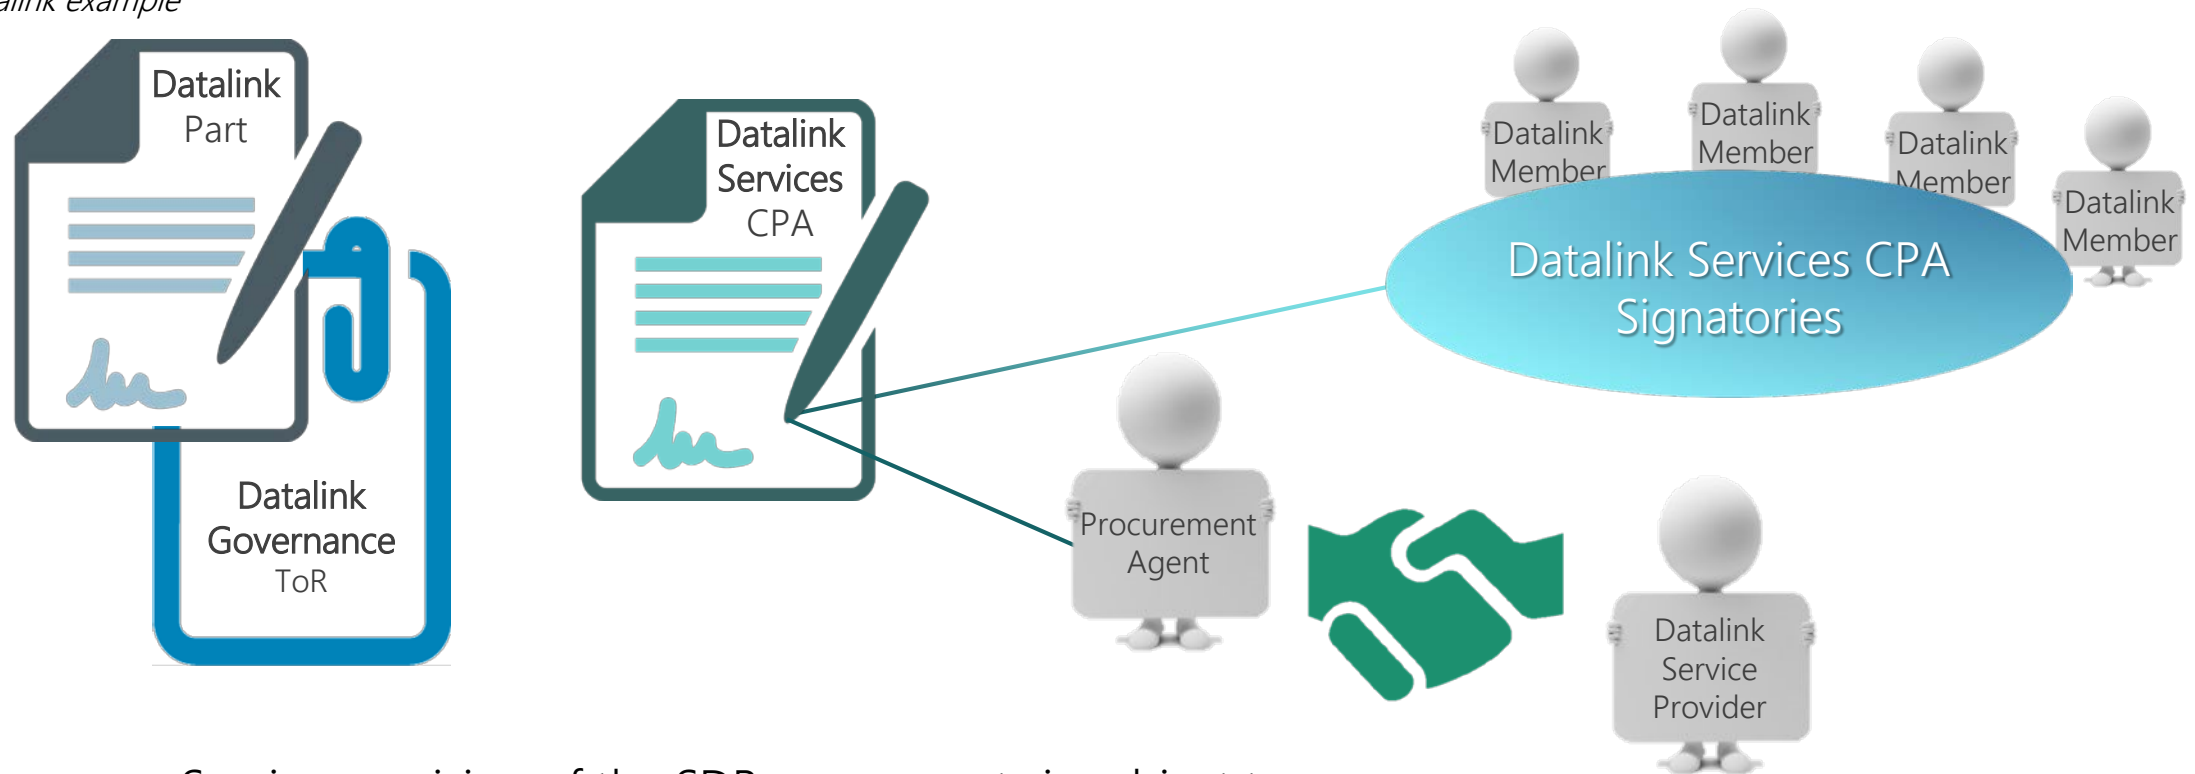 example
Datalink
Part
Datalink
Governance
ToR
Datalink
Services
CPA
Datalink
Member
Datalink
Member
Datalink
Member
Datalink
Member
Datalink Services CPA
Signatories
Procurement
Agent
Datalink
Service
Provider